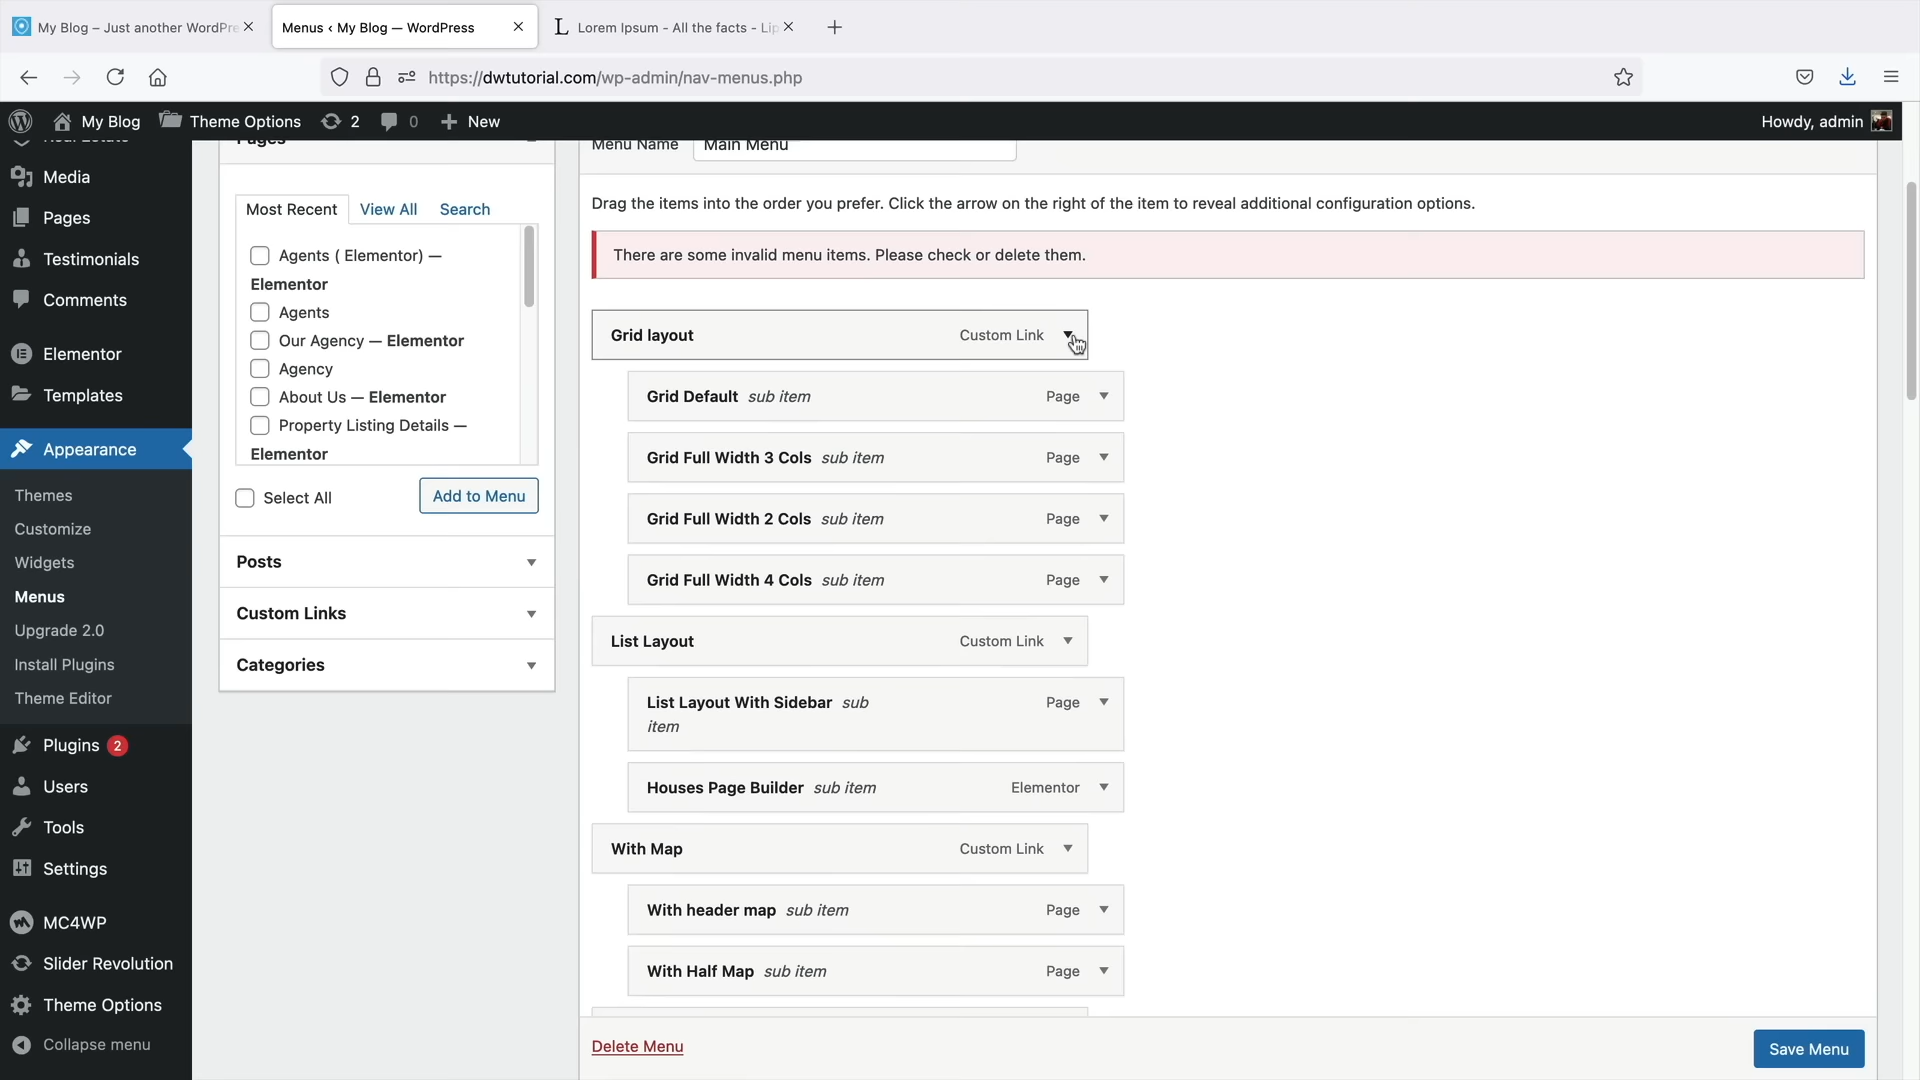 My Blog – Just another WordPre
Menus ‹ My Blog — WordPress
L Lorem Ipsum - All the facts - Lip
https://dwtutorial.com/wp-admin/nav-menus.php
My Blog
Theme Options
2
0
New
Howdy, admin
Real Estate
Media
Pages
Testimonials
Comments
Elementor
Templates
Appearance
Themes
Customize
Widgets
Menus
Upgrade 2.0
Install Plugins
Theme Editor
Plugins 2
Users
Tools
Settings
MC4WP
Slider Revolution
Theme Options
Collapse menu
Pages
Most Recent
View All
Search
Agents ( Elementor) —
Elementor
Agents
Our Agency — Elementor
Agency
About Us — Elementor
Property Listing Details —
Elementor
Select All
Add to Menu
Posts
Custom Links
Categories
Menu Name
Main Menu
Drag the items into the order you prefer. Click the arrow on the right of the item to reveal additional configuration options.
There are some invalid menu items. Please check or delete them.
Grid layout Custom Link
Grid Default sub item Page
Grid Full Width 3 Cols sub item Page
Grid Full Width 2 Cols sub item Page
Grid Full Width 4 Cols sub item Page
List Layout Custom Link
List Layout With Sidebar sub Page
item
Houses Page Builder sub item Elementor
With Map Custom Link
With header map sub item Page
With Half Map sub item Page
Delete Menu
Save Menu